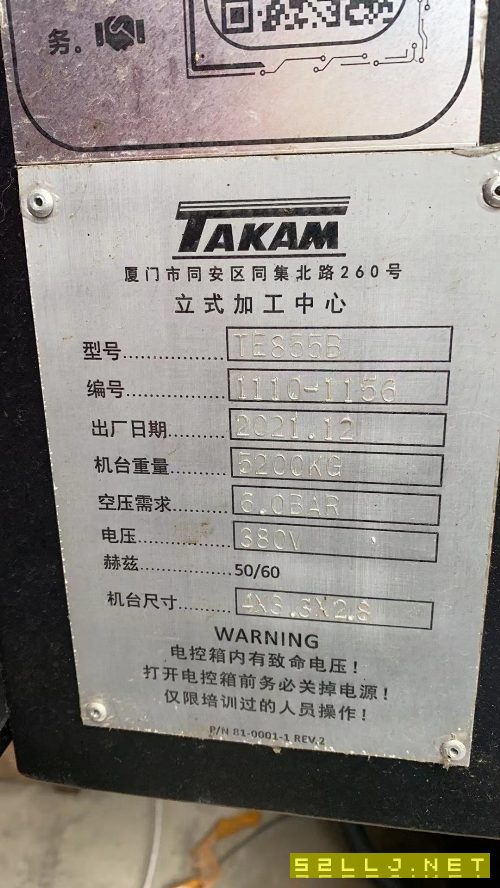 务。
TAKAM
厦门市同安区同集北路260号
立式加工中心
型号 TE855B
编号 1110-1156
出厂日期 2021.12
机台重量 5200KG
空压需求 6.0BAR
电压 380V
赫兹 50/60
机台尺寸 4X3.3X2.8
WARNING
电控箱内有致命电压！
打开电控箱前务必关掉电源！
仅限培训过的人员操作！
P/N 81-0001-1 REV.2
52LLJ.NET